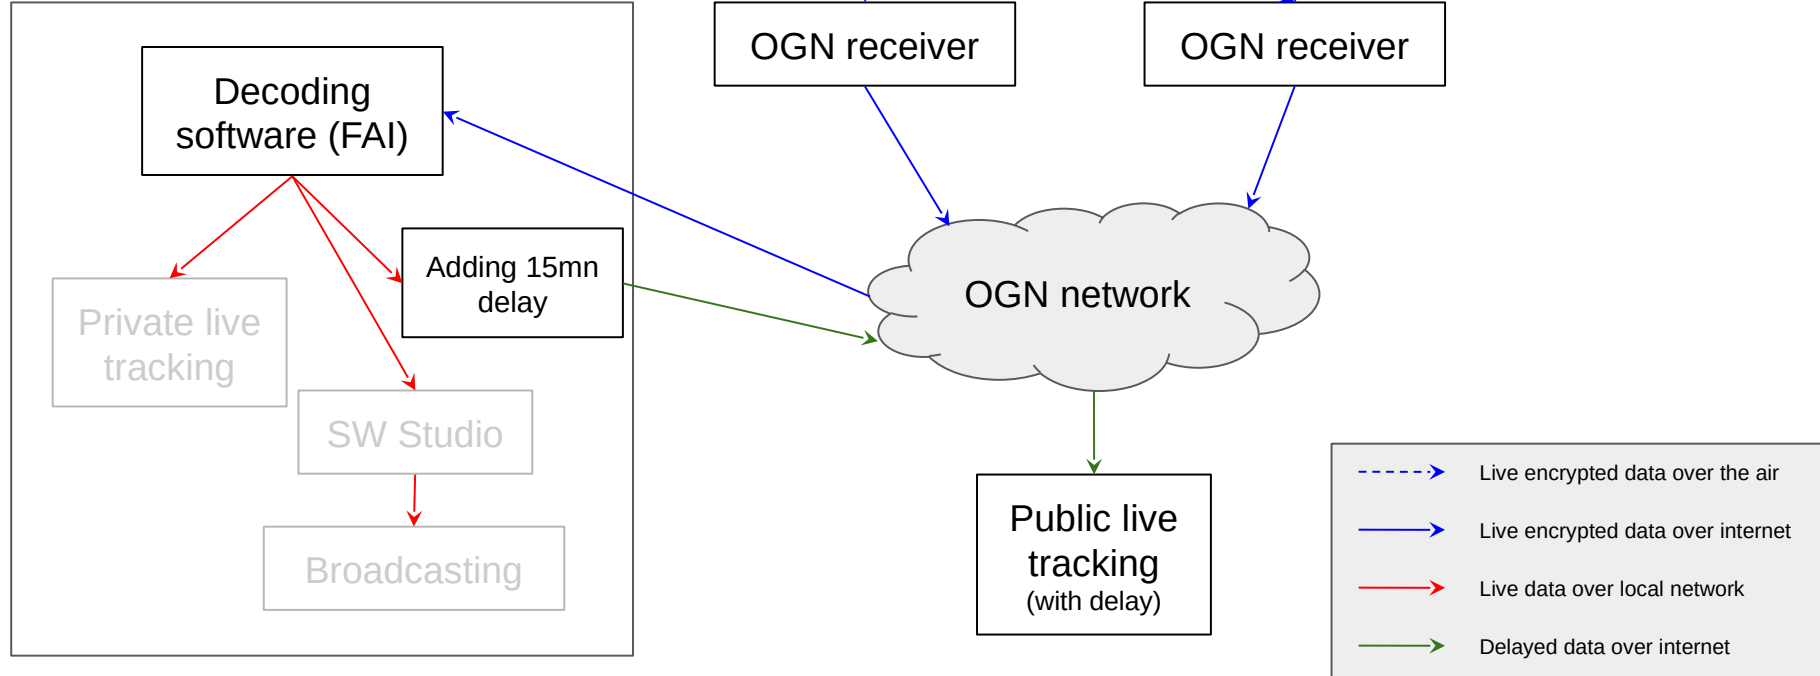 OGN receiver
OGN receiver
Decoding
software (FAI)
Adding 15mn
delay
OGN network
Private live
tracking
SW Studio
Broadcasting
Public live
tracking
(with delay)
Live encrypted data over the air
Live encrypted data over internet
Live data over local network
Delayed data over internet